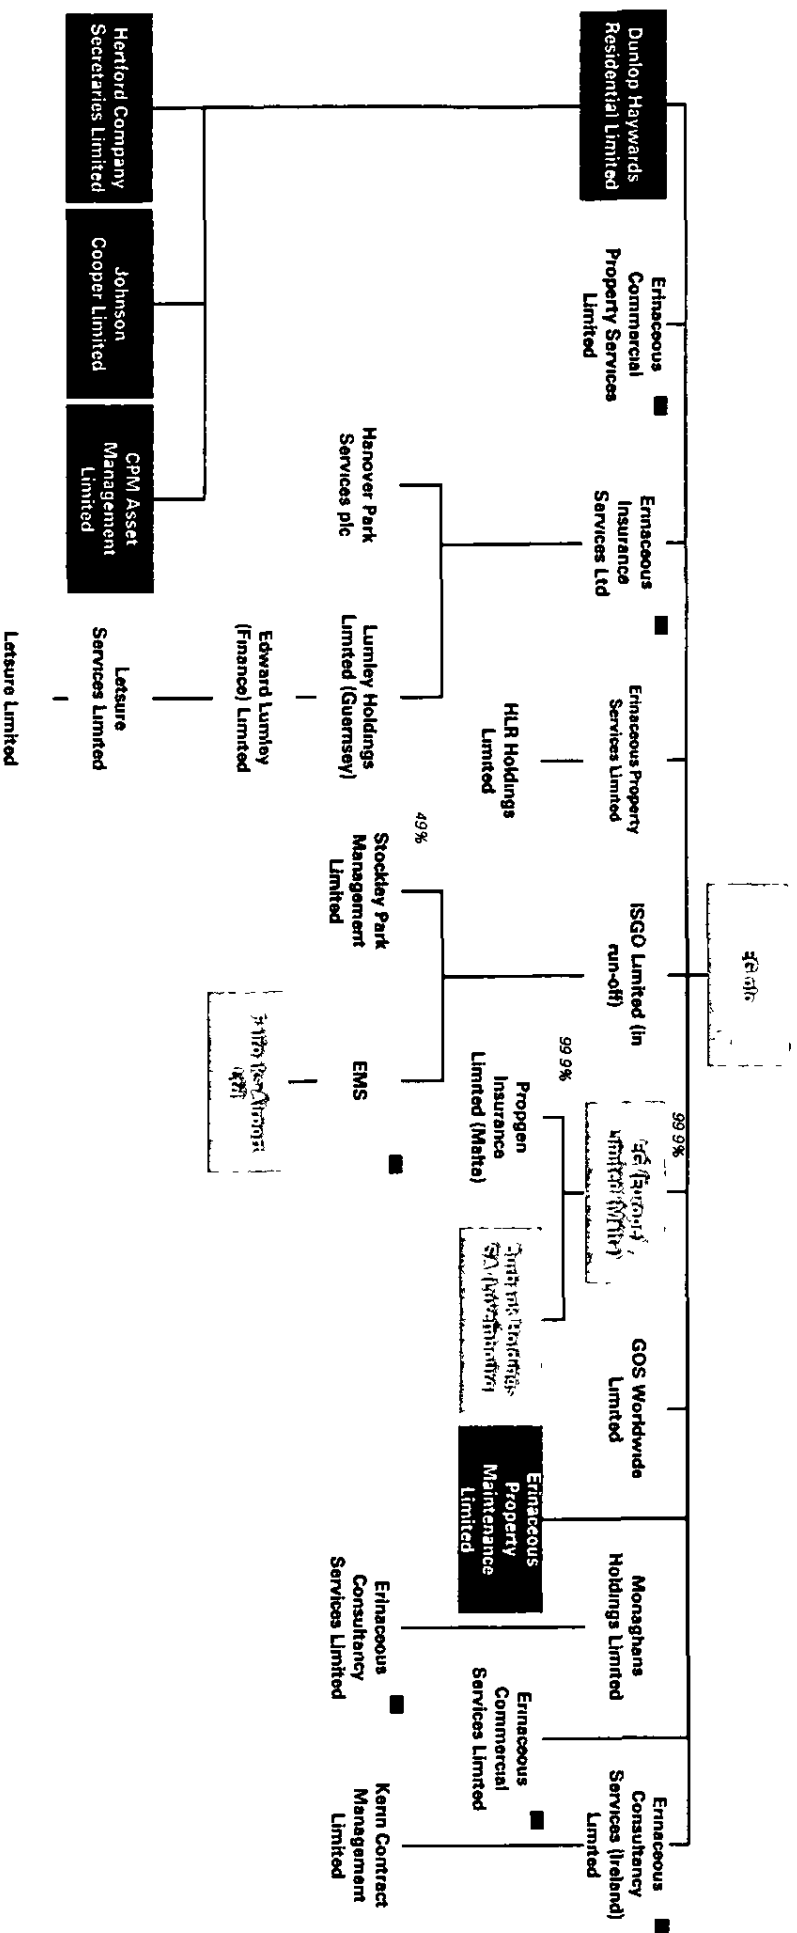 Dunlop Haywards
Residential Limited
Erinaceous
Commercial
Property Services
Limited
Erinaceous
Insurance
Services Ltd
Erinaceous Property
Services Limited
ISGO Limited (in
run-off)
99 9%
GOS Worldwide
Limited
Monaghans
Holdings Limited
Erinaceous
Consultancy
Services (Ireland)
Limited
HLR Holdings
Limited
99 9%
Propgen
Insurance
Limited (Malta)
Erinaceous
Property
Maintenance
Limited
Erinaceous
Commercial
Services Limited
Hanover Park
Services plc
Lumley Holdings
Limited (Guernsey)
49%
Stockley Park
Management
Limited
EMS
Erinaceous
Consultancy
Services Limited
Kerin Contract
Management
Limited
Edward Lumley
(Finance) Limited
Hertford Company
Secretaries Limited
Johnson
Cooper Limited
CPM Asset
Management
Limited
Letsure
Services Limited
Letsure Limited